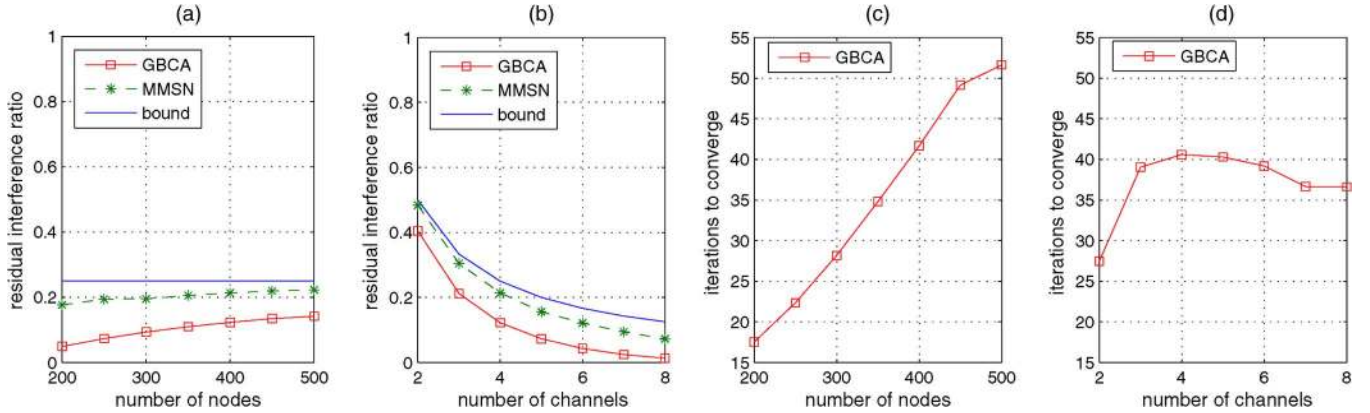 (a)
residual interference ratio
1
0.8
0.6
0.4
0.2
0
GBCA
MMSN
bound
200 300 400 500
number of nodes
(b)
residual interference ratio
1
0.8
0.6
0.4
0.2
0
GBCA
MMSN
bound
2 4 6 8
number of channels
(c)
iterations to converge
55
50
45
40
35
30
25
20
15
GBCA
200 300 400 500
number of nodes
(d)
iterations to converge
55
50
45
40
35
30
25
20
15
GBCA
2 4 6 8
number of channels